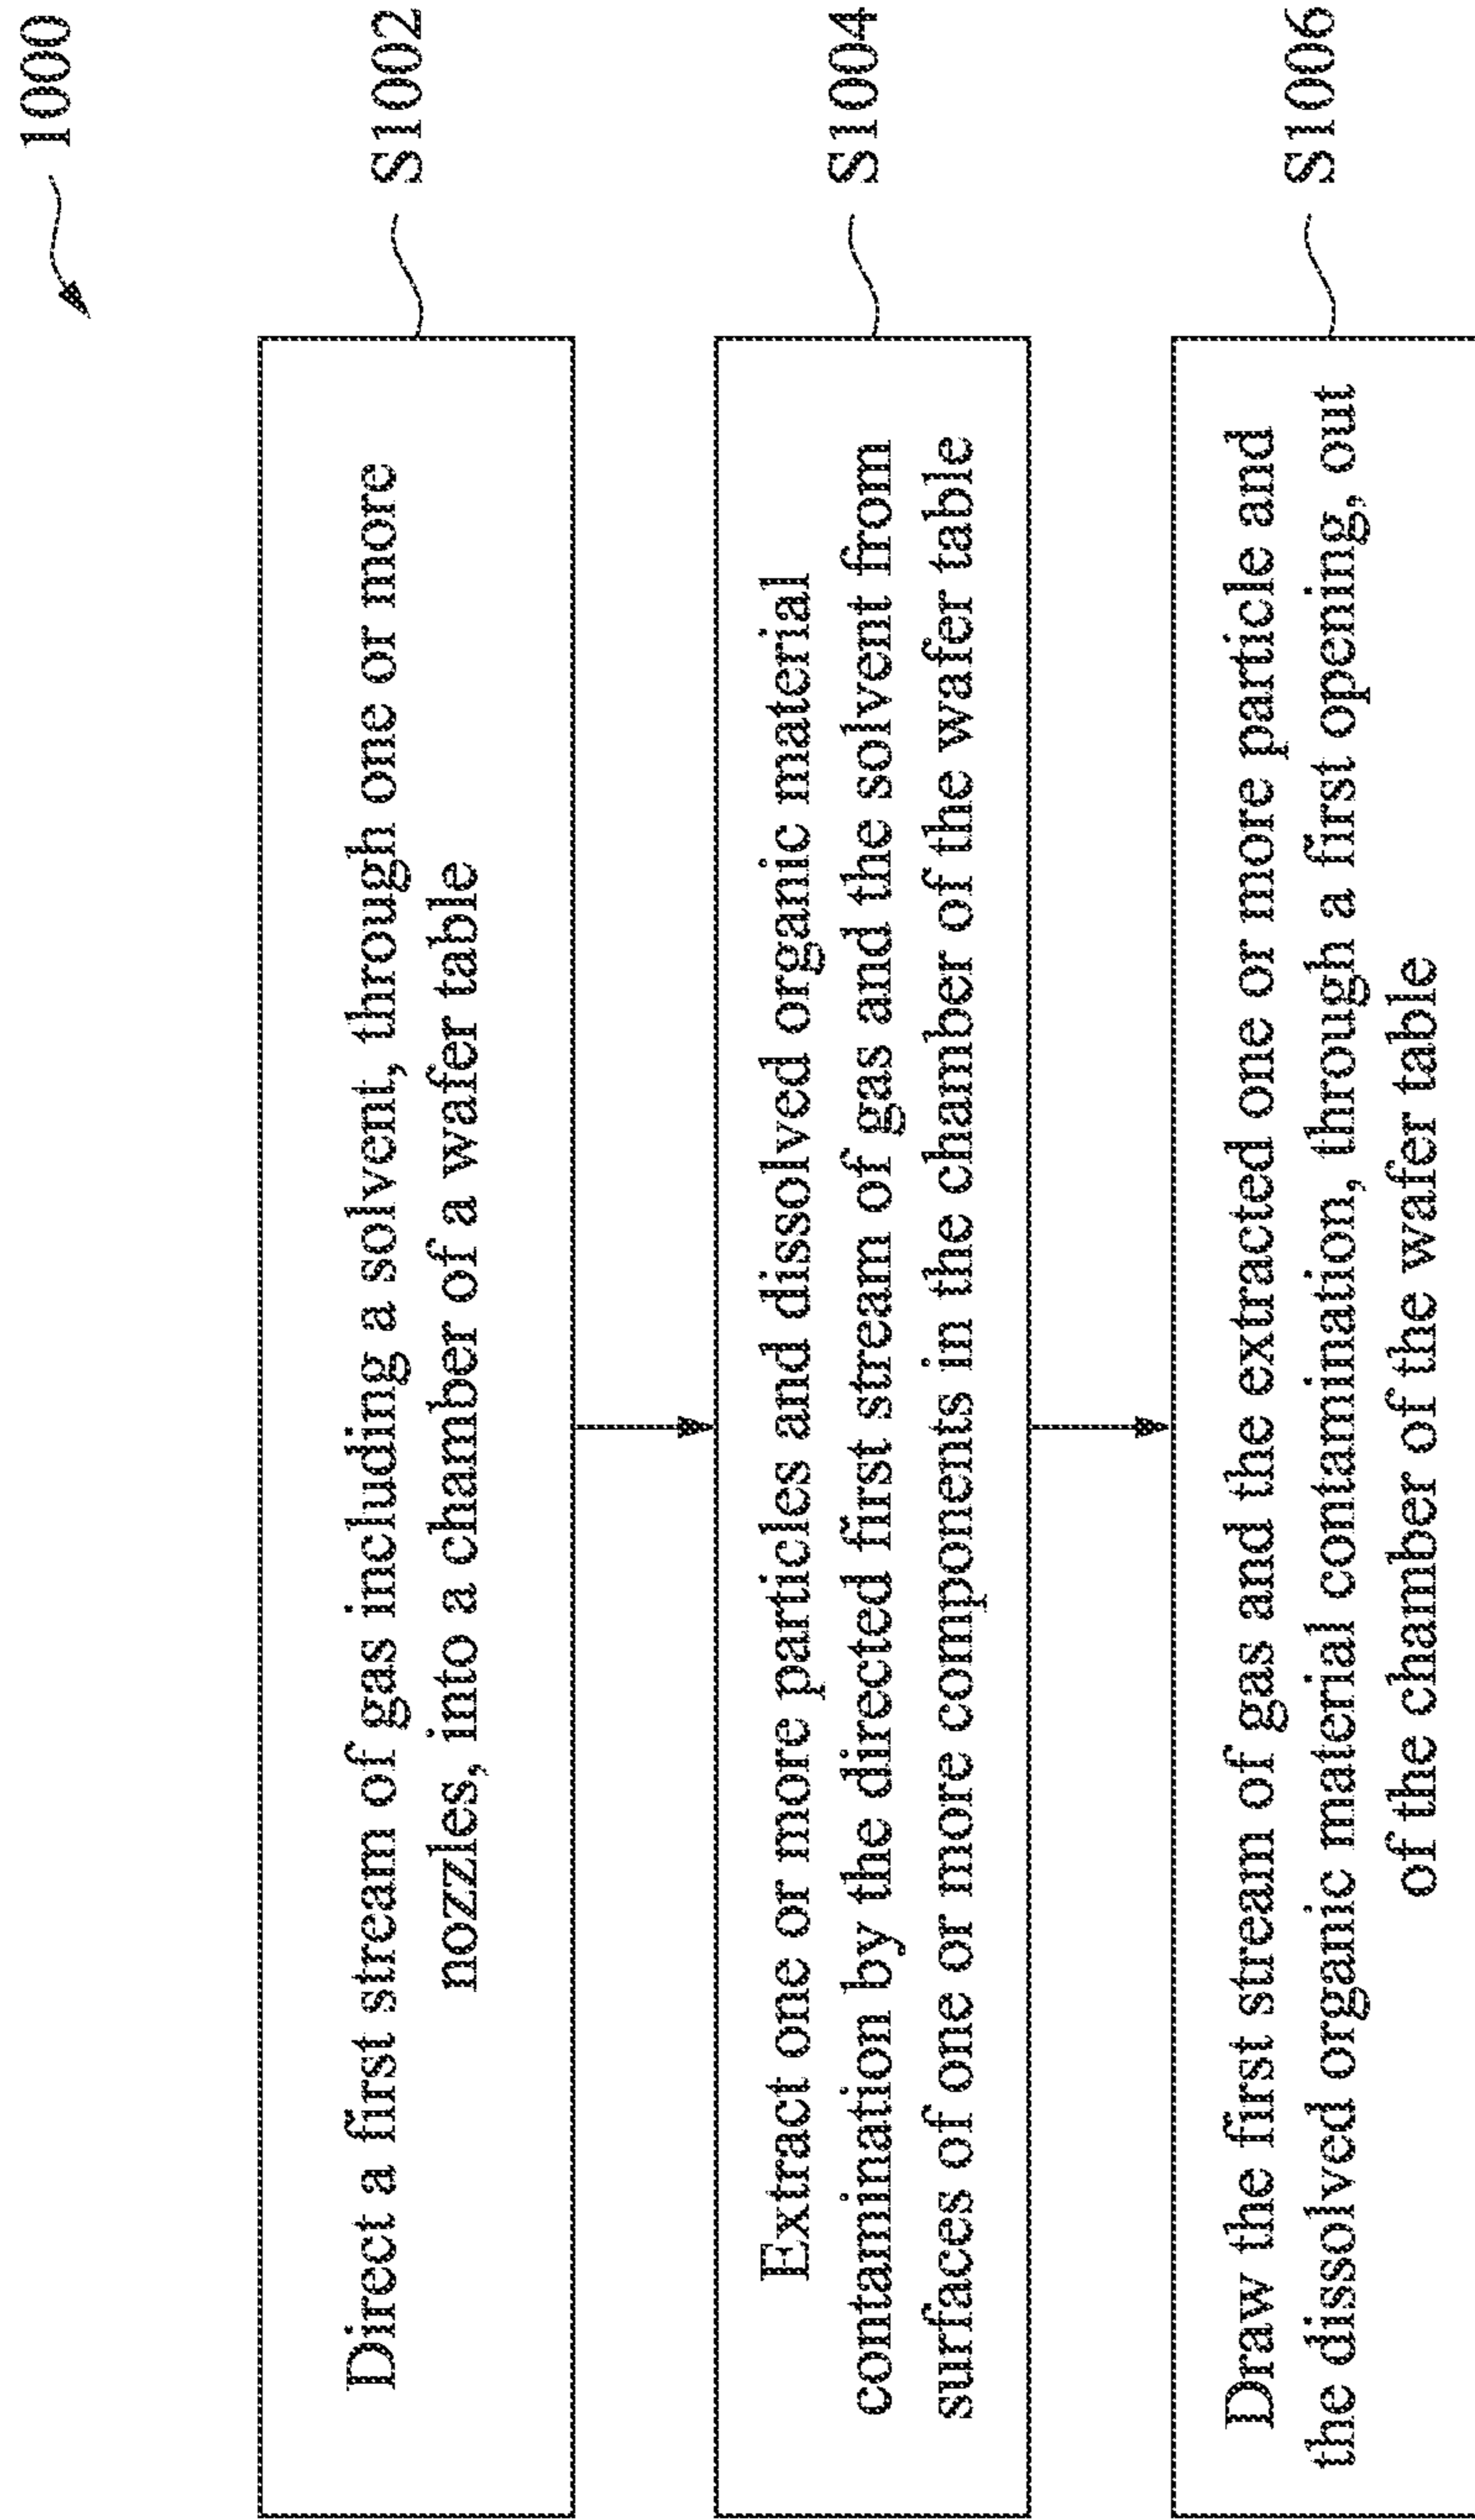 1000
Direct a first stream of gas including a solvent, through one or more
nozzles, into a chamber of a wafer table
S1002
Extract one or more particles and dissolved organic material
contamination by the directed first stream of gas and the solvent from
surfaces of one or more components in the chamber of the wafer table
S1004
Draw the first stream of gas and the extracted one or more particle and
the dissolved organic material contamination, through a first opening, out
of the chamber of the wafer table
S1006